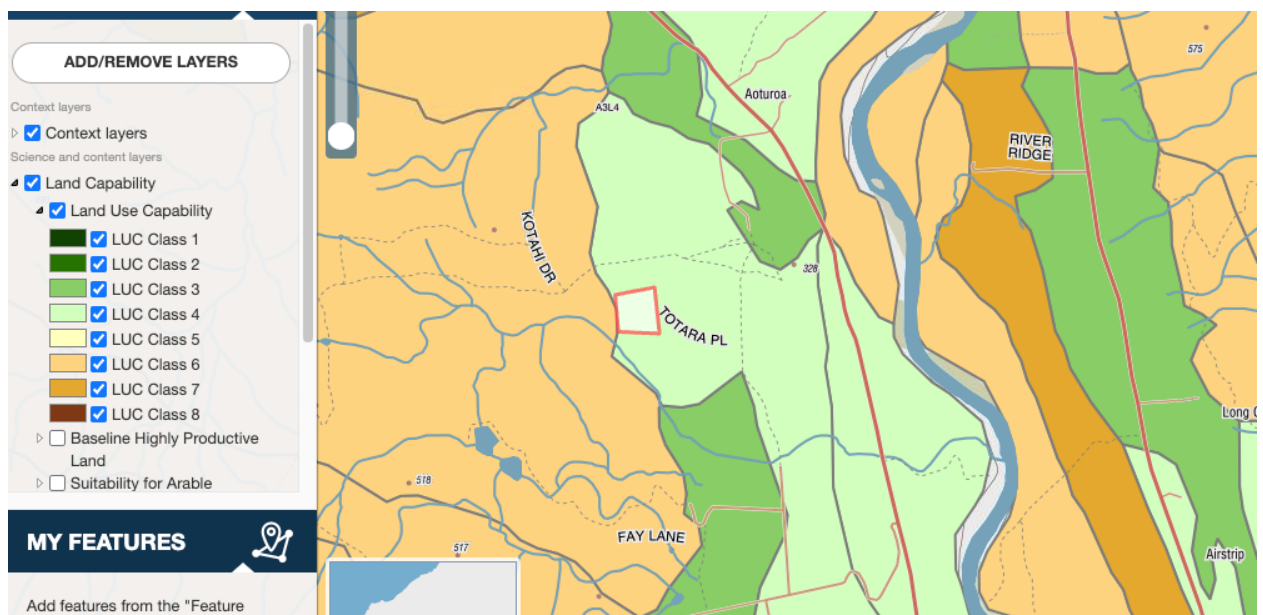 ADD/REMOVE LAYERS
Context layers
Context layers
Science and content layers
Land Capability
Land Use Capability
LUC Class 1
LUC Class 2
LUC Class 3
LUC Class 4
LUC Class 5
LUC Class 6
LUC Class 7
LUC Class 8
Baseline Highly Productive
Land
Suitability for Arable
MY FEATURES
Add features from the "Feature
575
Aoturoa
A3L4
RIVER
RIDGE
KOTAHI DR
328
TOTARA PL
Long
518
FAY LANE
517
Airstrip